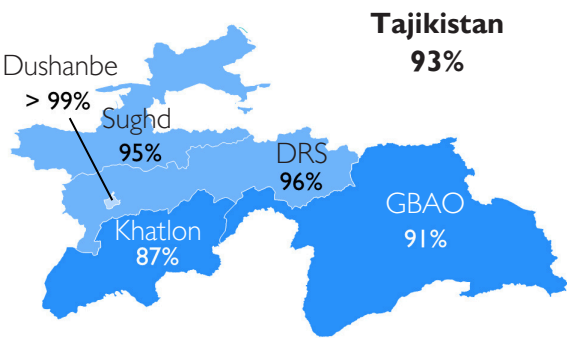 Tajikistan
93%
Dushanbe
> 99%
Sughd
95%
DRS
96%
GBAO
91%
Khatlon
87%